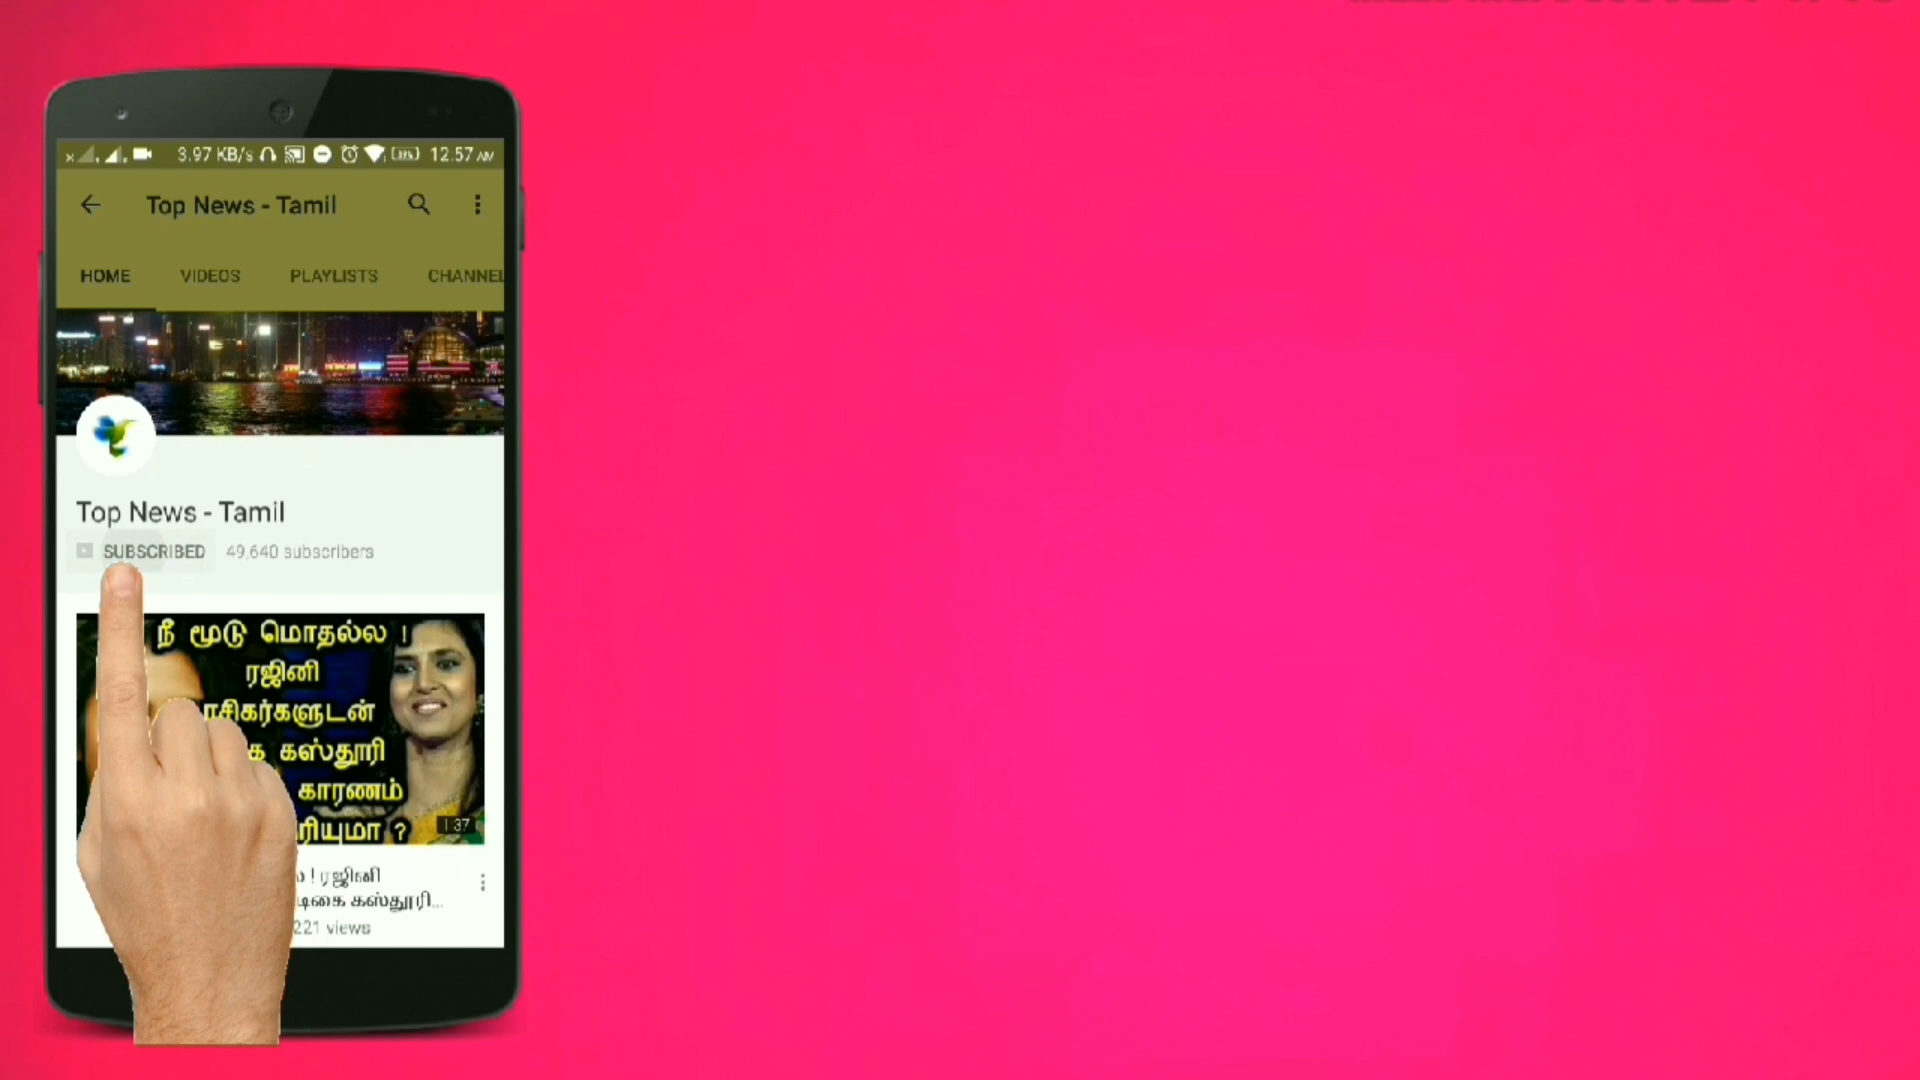 3.97 KB/s 12:57 AM
Top News - Tamil
HOME VIDEOS PLAYLISTS CHANNEL
Top News - Tamil
SUBSCRIBED 49,640 subscribers
நீ மூடு மொதல்ல !
ரஜினி
ரசிகர்களுடன்
கஸ்தூரி
காரணம்
ரியுமா ?
1:37
! ரஜினி
டிகை கஸ்தூரி...
221 views